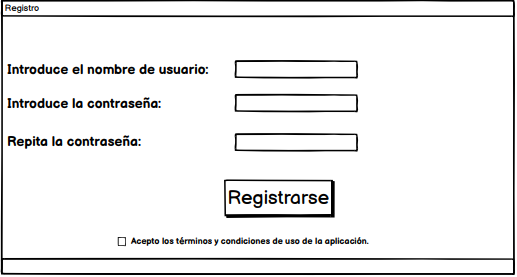 Registro
Introduce el nombre de usuario:
Introduce la contraseña:
Repita la contraseña:
Registrarse
Acepto los términos y condiciones de uso de la aplicación.